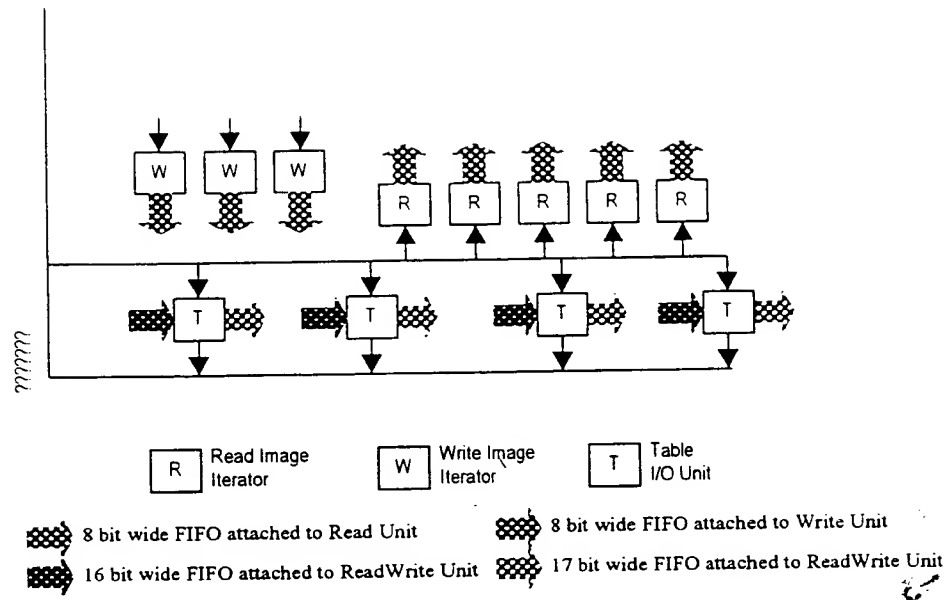 W W W
R R R R R
T T T T
R Read Image Iterator
W Write Image Iterator
T Table I/O Unit
8 bit wide FIFO attached to Read Unit
8 bit wide FIFO attached to Write Unit
16 bit wide FIFO attached to ReadWrite Unit
17 bit wide FIFO attached to ReadWrite Unit